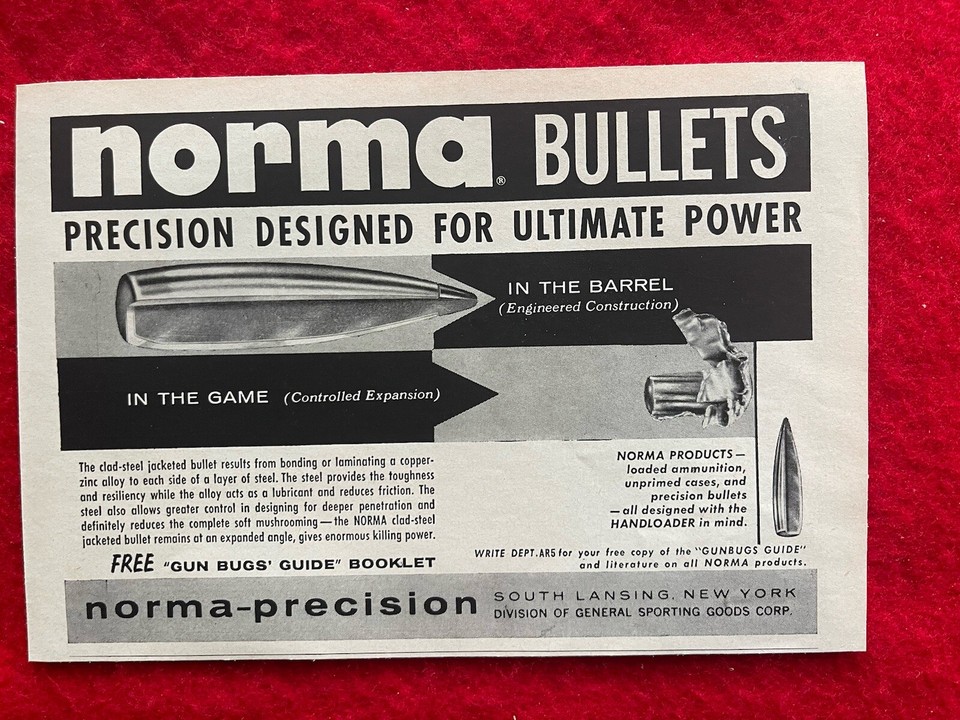 norma® BULLETS
PRECISION DESIGNED FOR ULTIMATE POWER
IN THE BARREL
(Engineered Construction)
IN THE GAME (Controlled Expansion)
The clad-steel jacketed bullet results from bonding or laminating a copper-
zinc alloy to each side of a layer of steel. The steel provides the toughness
and resiliency while the alloy acts as a lubricant and reduces friction. The
steel also allows greater control in designing for deeper penetration and
definitely reduces the complete soft mushrooming—the NORMA clad-steel
jacketed bullet remains at an expanded angle, gives enormous killing power.
FREE "GUN BUGS' GUIDE" BOOKLET
NORMA PRODUCTS—
loaded ammunition,
unprimed cases, and
precision bullets
—all designed with the
HANDLOADER in mind.
WRITE DEPT.AR5 for your free copy of the "GUNBUGS GUIDE"
and literature on all NORMA products.
norma-precision
SOUTH LANSING, NEW YORK
DIVISION OF GENERAL SPORTING GOODS CORP.